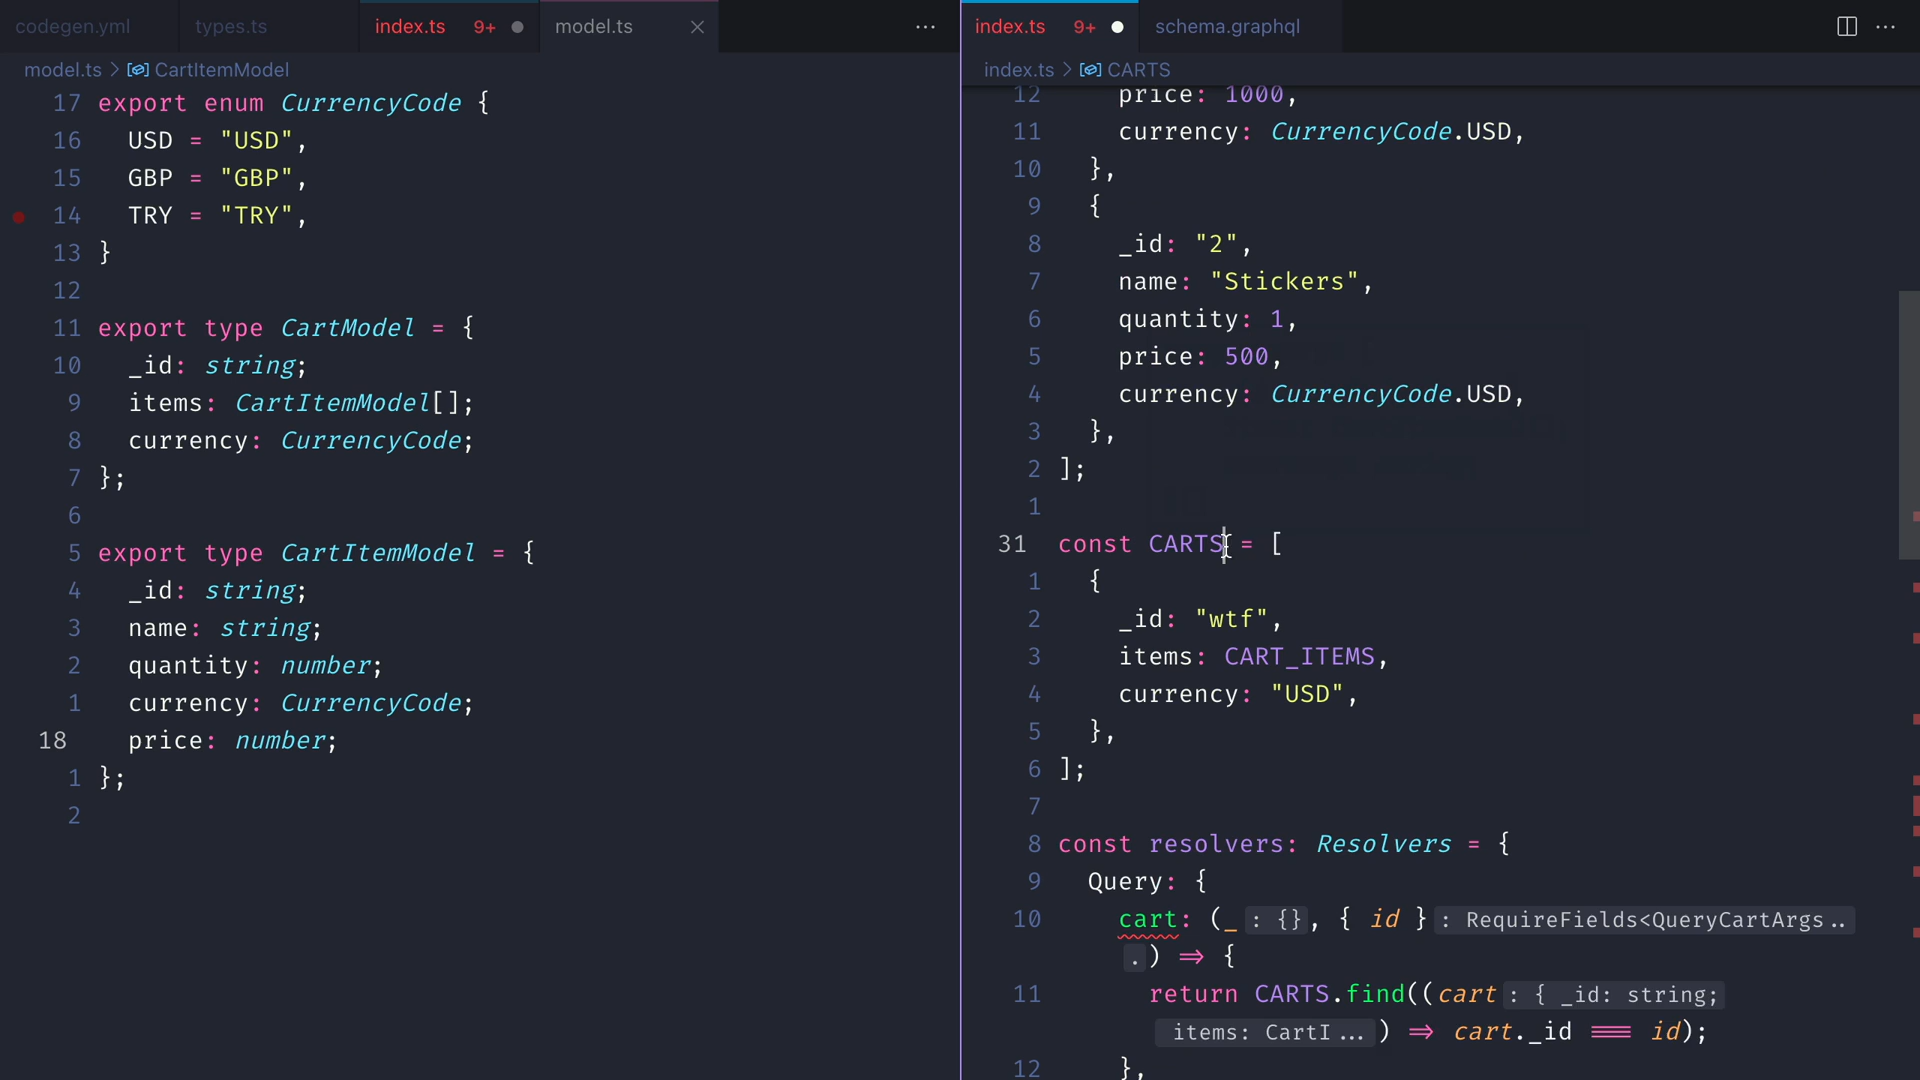 codegen.yml types.ts index.ts 9+ model.ts
model.ts > CartItemModel
17 export enum CurrencyCode {
16 USD = "USD",
15 GBP = "GBP",
14 TRY = "TRY",
13 }
12
11 export type CartModel = {
10 _id: string;
9 items: CartItemModel[];
8 currency: CurrencyCode;
7 };
6
5 export type CartItemModel = {
4 _id: string;
3 name: string;
2 quantity: number;
1 currency: CurrencyCode;
18 price: number;
1 };
2
index.ts 9+ schema.graphql
index.ts > CARTS
12 price: 1000,
11 currency: CurrencyCode.USD,
10 },
9 {
8 _id: "2",
7 name: "Stickers",
6 quantity: 1,
5 price: 500,
4 currency: CurrencyCode.USD,
3 },
2 ];
1
31 const CARTS = [
1 {
2 _id: "wtf",
3 items: CART_ITEMS,
4 currency: "USD",
5 },
6 ];
7
8 const resolvers: Resolvers = {
9 Query: {
10 cart: (_ : {}, { id } : RequireFields<QueryCartArgs..
.) => {
11 return CARTS.find((cart : { _id: string;
items: CartI...) => cart._id === id);
12 },